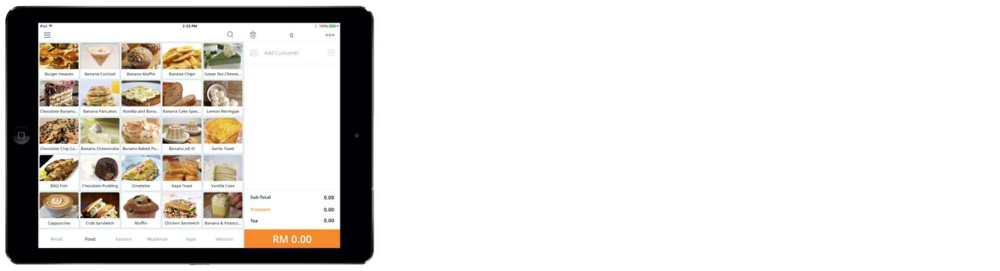 iPad
2:23 PM
100%
0
Add Customer
Burger Heaven
Banana Cocktail
Banana Muffin
Banana Chips
Green Tea Cheese...
Chocolate Banana...
Banana Pancakes
Nutella and Bana...
Banana Cake Spec...
Lemon Meringue
Chocolate Chip Ca...
Banana Cheesecake
Banana Baked Pu...
Banana Jell-O
Garlic Toast
BBQ Fish
Chocolate Pudding
Omelette
Kaya Toast
Vanilla Cake
Cappuccino
Crab Sandwich
Muffin
Chicken Sandwich
Banana & Peanut...
Retail Food Eastern Muslimah Vape Western
Sub-Total 0.00
Discount 0.00
Tax 0.00
RM 0.00